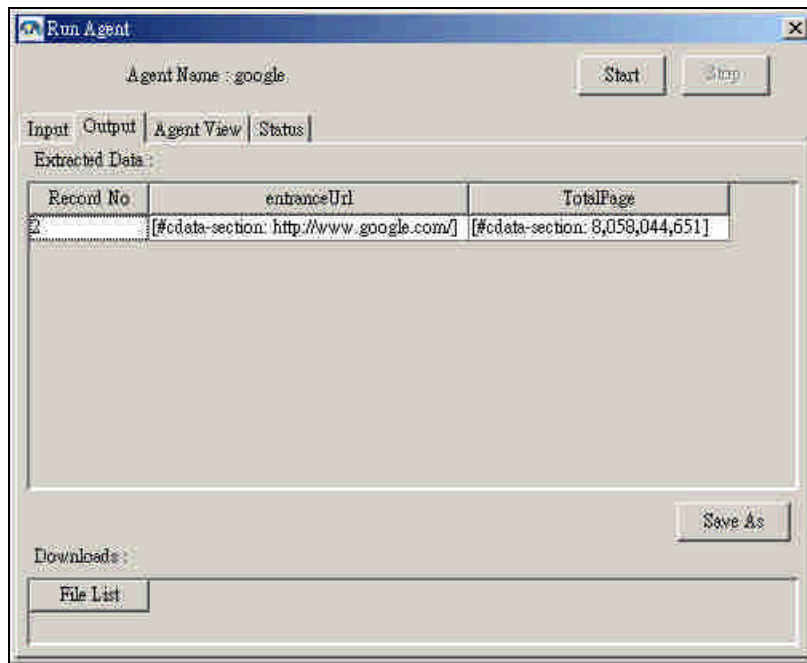 Run Agent
Agent Name : google
Start
Stop
Input Output Agent View Status
Extracted Data :
Record No entranceUrl TotalPage
2 [#cdata-section: http://www.google.com/] [#cdata-section: 8,058,044,651]
Save As
Downloads :
File List